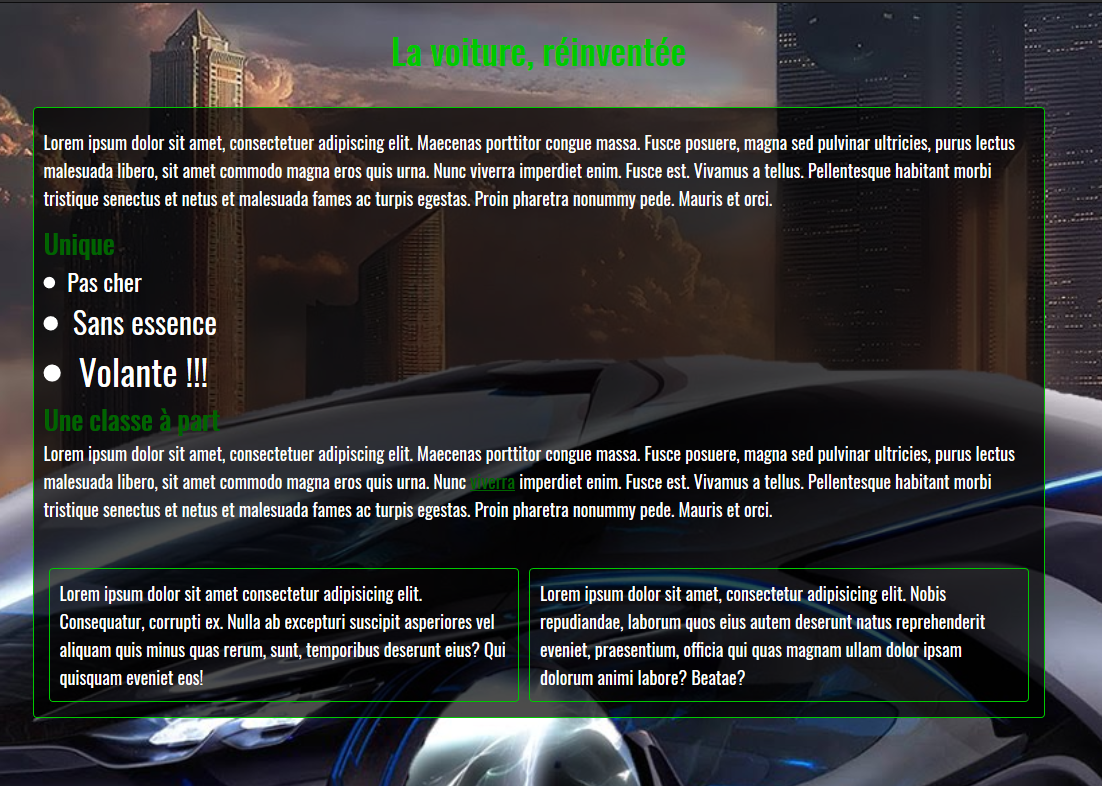 La voiture, réinventée
Lorem ipsum dolor sit amet, consectetuer adipiscing elit. Maecenas porttitor congue massa. Fusce posuere, magna sed pulvinar ultricies, purus lectus
malesuada libero, sit amet commodo magna eros quis urna. Nunc viverra imperdiet enim. Fusce est. Vivamus a tellus. Pellentesque habitant morbi
tristique senectus et netus et malesuada fames ac turpis egestas. Proin pharetra nonummy pede. Mauris et orci.
Unique
Pas cher
Sans essence
Volante !!!
Une classe à part
Lorem ipsum dolor sit amet, consectetuer adipiscing elit. Maecenas porttitor congue massa. Fusce posuere, magna sed pulvinar ultricies, purus lectus
malesuada libero, sit amet commodo magna eros quis urna. Nunc viverra imperdiet enim. Fusce est. Vivamus a tellus. Pellentesque habitant morbi
tristique senectus et netus et malesuada fames ac turpis egestas. Proin pharetra nonummy pede. Mauris et orci.
Lorem ipsum dolor sit amet consectetur adipisicing elit.
Consequatur, corrupti ex. Nulla ab excepturi suscipit asperiores vel
aliquam quis minus quas rerum, sunt, temporibus deserunt eius? Qui
quisquam eveniet eos!
Lorem ipsum dolor sit amet, consectetur adipisicing elit. Nobis
repudiandae, laborum quos eius autem deserunt natus reprehenderit
eveniet, praesentium, officia qui quas magnam ullam dolor ipsam
dolorum animi labore? Beatae?